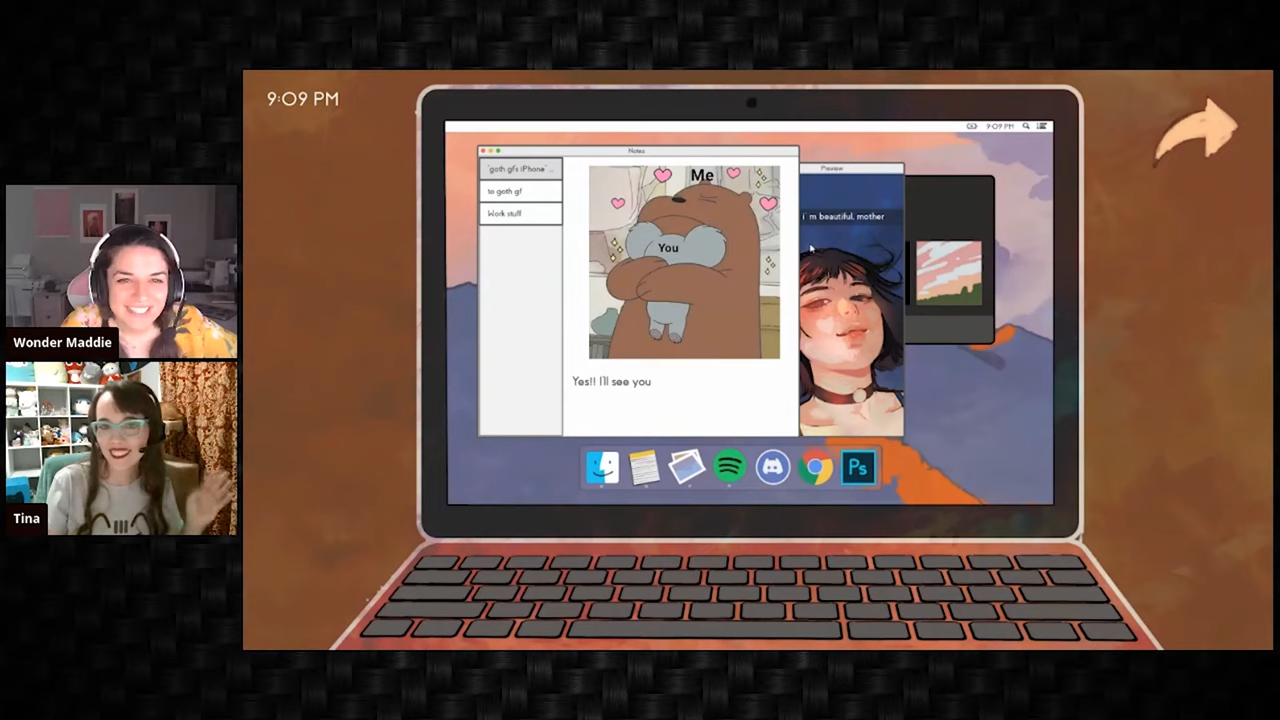 9:09 PM
9:09 PM
Notes
'goth gfs iPhone' ..
to goth gf
Work stuff
Me
You
Yes!! I'll see you
Preview
i'm beautiful, mother
Ps
Wonder Maddie
Tina